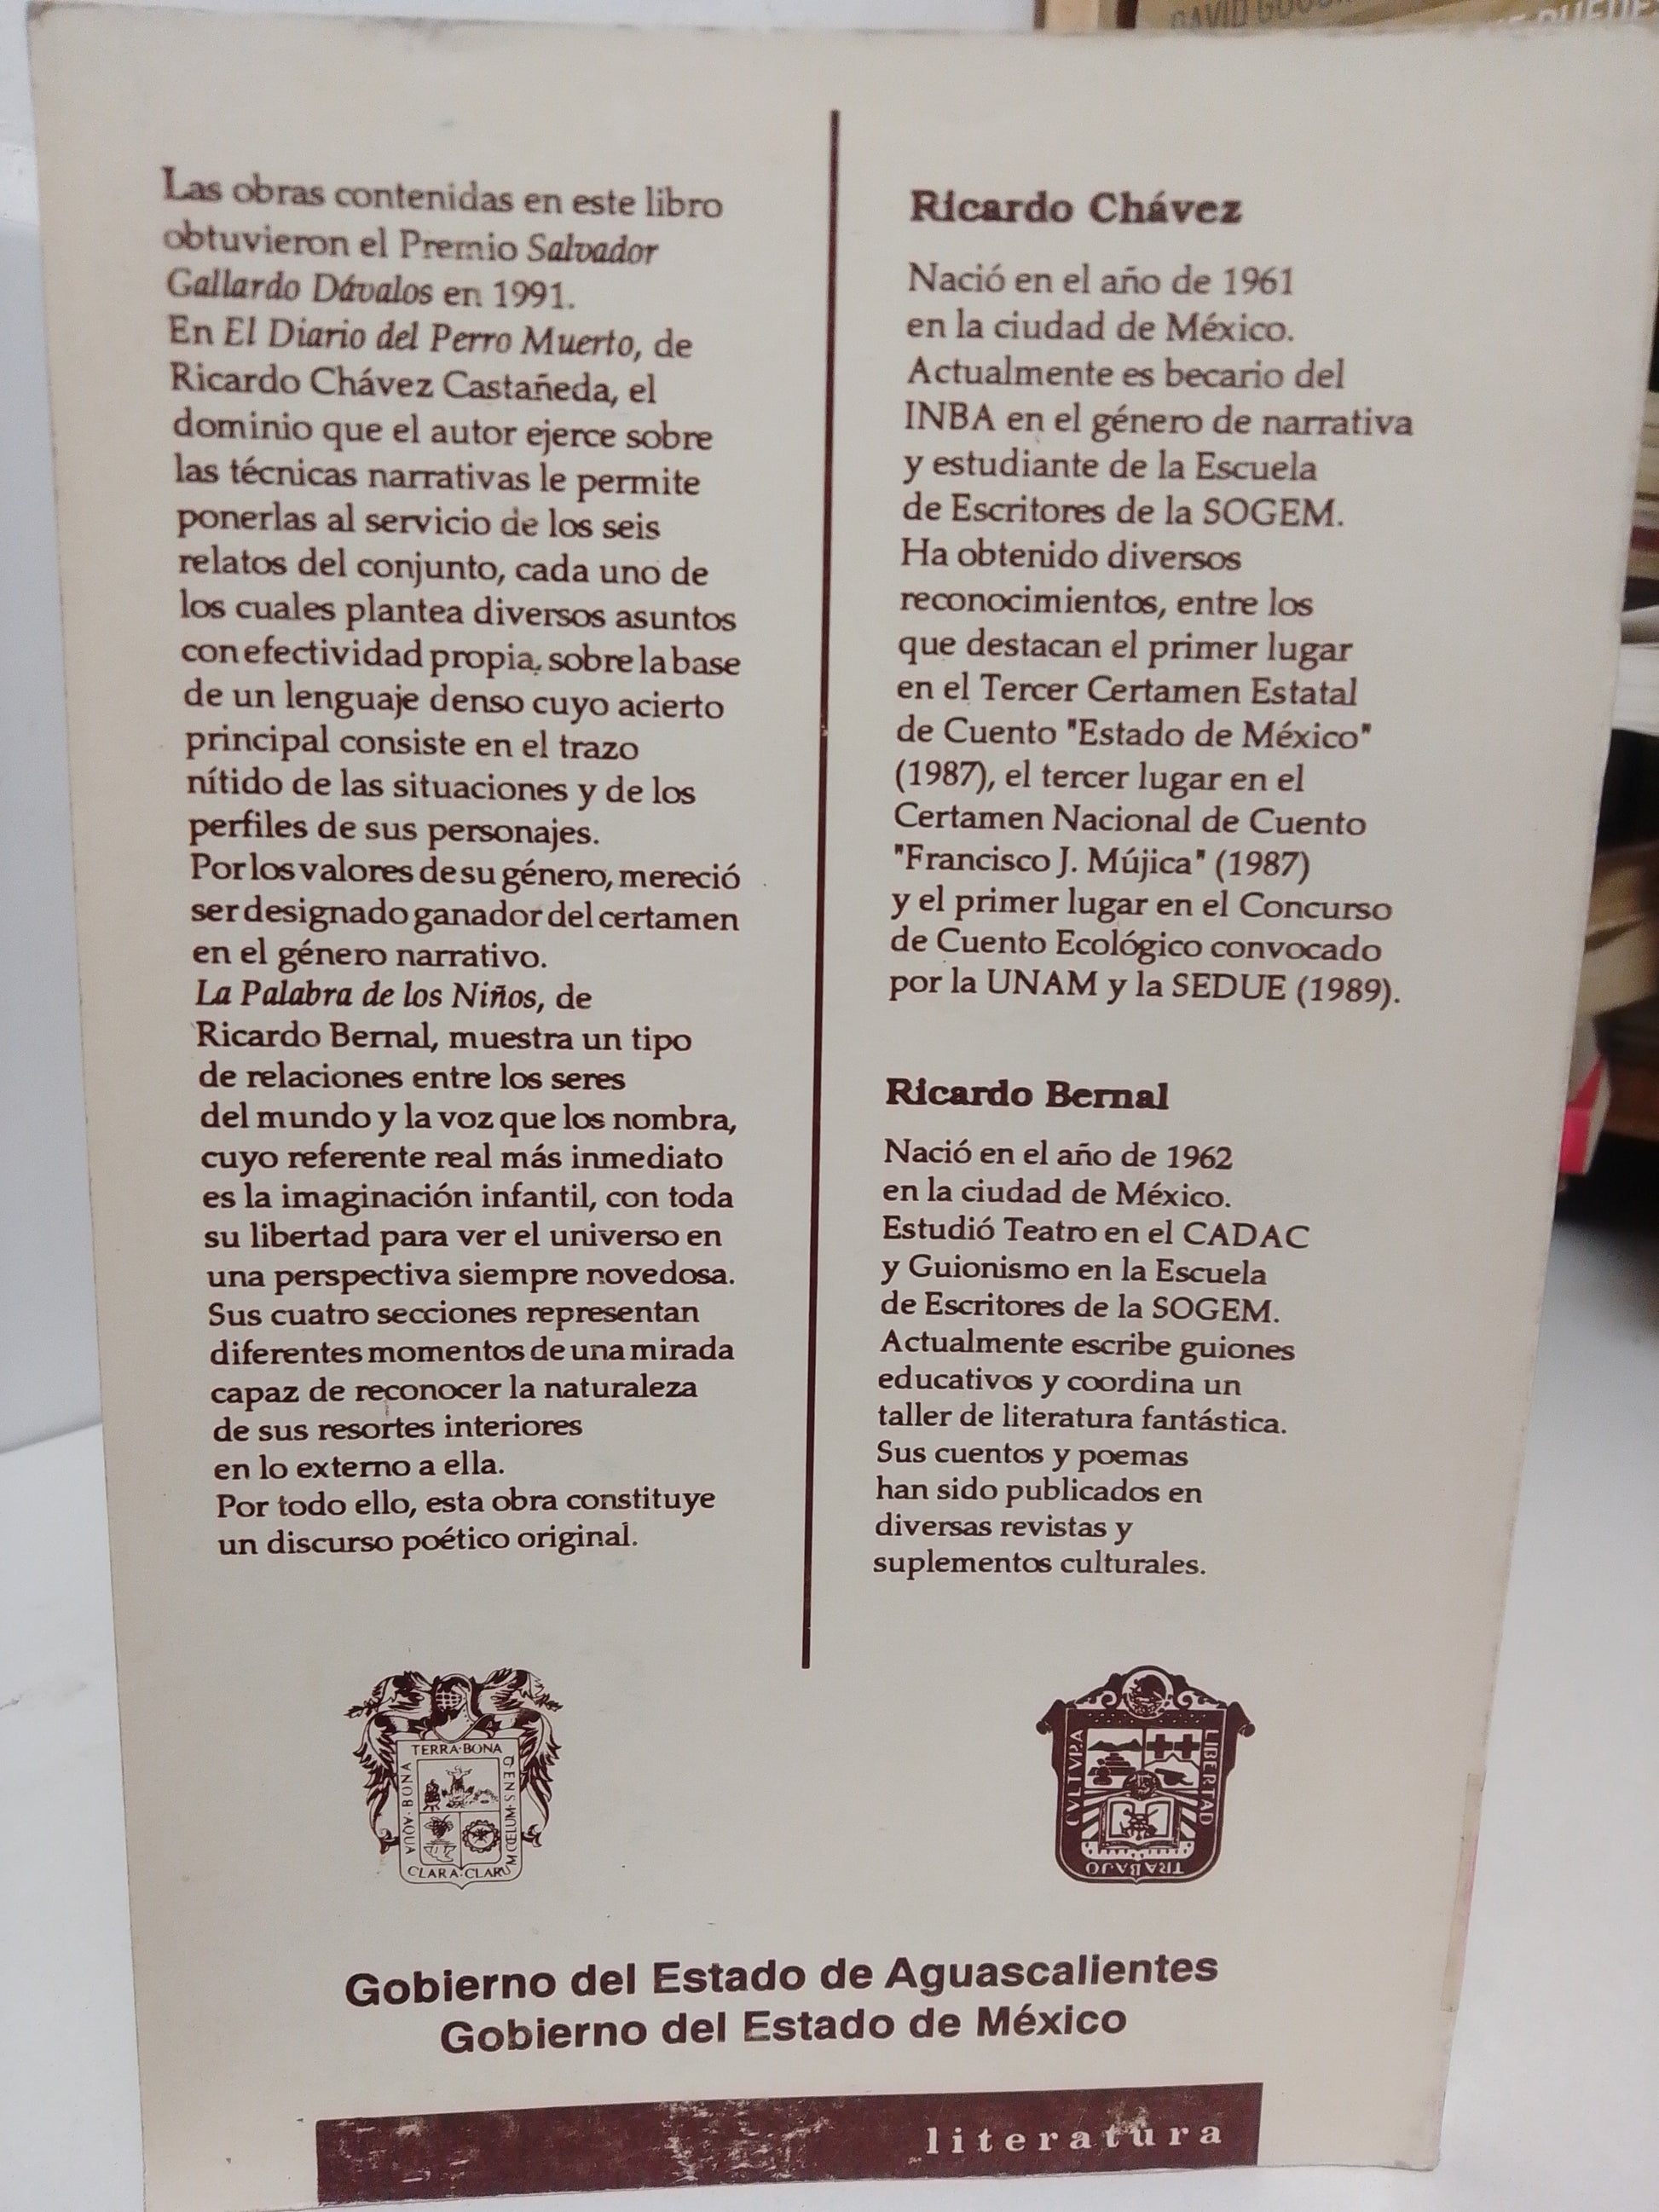 DAVID
Las obras contenidas en este libro
obtuvieron el Premio Salvador
Gallardo Dávalos en 1991.
En El Diario del Perro Muerto, de
Ricardo Chávez Castañeda, el
dominio que el autor ejerce sobre
las técnicas narrativas le permite
ponerlas al servicio de los seis
relatos del conjunto, cada uno de
los cuales plantea diversos asuntos
con efectividad propia, sobre la base
de un lenguaje denso cuyo acierto
principal consiste en el trazo
nítido de las situaciones y de los
perfiles de sus personajes.
Por los valores de su género, mereció
ser designado ganador del certamen
en el género narrativo.
La Palabra de los Niños, de
Ricardo Bernal, muestra un tipo
de relaciones entre los seres
del mundo y la voz que los nombra,
cuyo referente real más inmediato
es la imaginación infantil, con toda
su libertad para ver el universo en
una perspectiva siempre novedosa.
Sus cuatro secciones representan
diferentes momentos de una mirada
capaz de reconocer la naturaleza
de sus resortes interiores
en lo externo a ella.
Por todo ello, esta obra constituye
un discurso poético original.
Ricardo Chávez
Nació en el año de 1961
en la ciudad de México.
Actualmente es becario del
INBA en el género de narrativa
y estudiante de la Escuela
de Escritores de la SOGEM.
Ha obtenido diversos
reconocimientos, entre los
que destacan el primer lugar
en el Tercer Certamen Estatal
de Cuento "Estado de México"
(1987), el tercer lugar en el
Certamen Nacional de Cuento
"Francisco J. Mújica" (1987)
y el primer lugar en el Concurso
de Cuento Ecológico convocado
por la UNAM y la SEDUE (1989).
Ricardo Bernal
Nació en el año de 1962
en la ciudad de México.
Estudió Teatro en el CADAC
y Guionismo en la Escuela
de Escritores de la SOGEM.
Actualmente escribe guiones
educativos y coordina un
taller de literatura fantástica.
Sus cuentos y poemas
han sido publicados en
diversas revistas y
suplementos culturales.
TERRA·BONA
GENS·
CLARA·CLARUM
CŒLUM·
AQUA
BONA·
CVLTVRA
LIBERTAD
TRABAJO
Gobierno del Estado de Aguascalientes
Gobierno del Estado de México
literatura